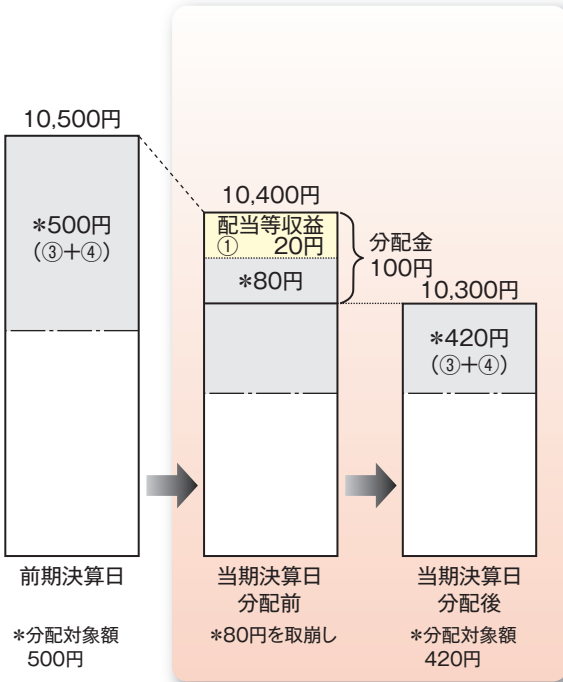 10,500円
*500円
(③+④)
前期決算日
*分配対象額
500円
10,400円
配当等収益
① 20円
*80円
分配金
100円
当期決算日
分配前
*80円を取崩し
10,300円
*420円
(③+④)
当期決算日
分配後
*分配対象額
420円